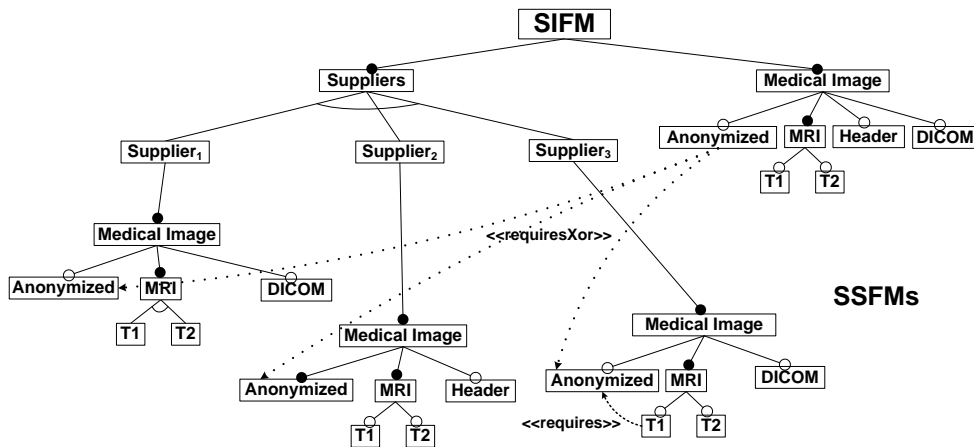 SIFM
Suppliers
Medical Image
Anonymized
MRI
Header
DICOM
T1
T2
Supplier1
Supplier2
Supplier3
<<requiresXor>>
Medical Image
Anonymized
MRI
DICOM
T1
T2
SSFMs
Medical Image
Anonymized
MRI
Header
T1
T2
Medical Image
Anonymized
MRI
DICOM
<<requires>>
T1
T2